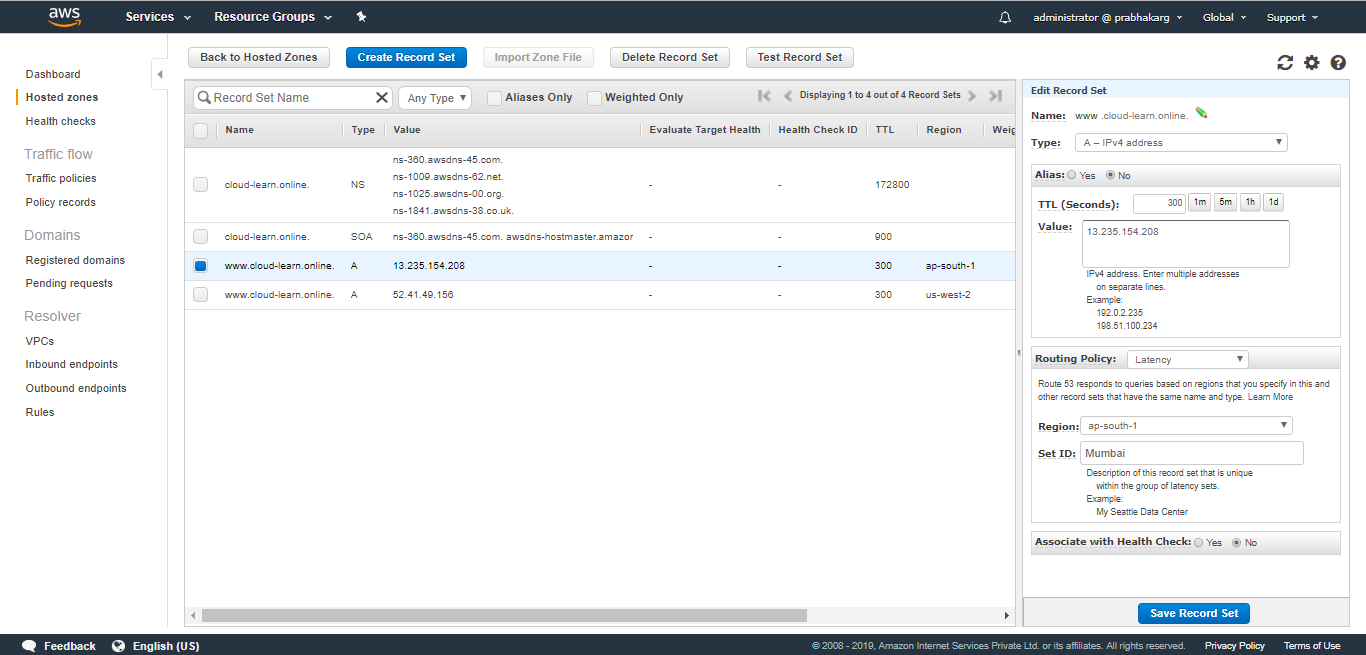 aws Services Resource Groups administrator @ prabhakarg Global Support
Dashboard
Hosted zones
Health checks
Traffic flow
Traffic policies
Policy records
Domains
Registered domains
Pending requests
Resolver
VPCs
Inbound endpoints
Outbound endpoints
Rules
Back to Hosted Zones Create Record Set Import Zone File Delete Record Set Test Record Set
Record Set Name Any Type Aliases Only Weighted Only Displaying 1 to 4 out of 4 Record Sets
Name Type Value Evaluate Target Health Health Check ID TTL Region Weig
ns-360.awsdns-45.com.
ns-1009.awsdns-62.net.
cloud-learn.online. NS - - 172800
ns-1025.awsdns-00.org.
ns-1841.awsdns-38.co.uk.
cloud-learn.online. SOA ns-360.awsdns-45.com. awsdns-hostmaster.amazor - - 900
www.cloud-learn.online. A 13.235.154.208 - - 300 ap-south-1
www.cloud-learn.online. A 52.41.49.156 - - 300 us-west-2
Edit Record Set
Name: www .cloud-learn.online.
Type: A – IPv4 address
Alias: Yes No
TTL (Seconds): 300 1m 5m 1h 1d
Value: 13.235.154.208
IPv4 address. Enter multiple addresses
on separate lines.
Example:
192.0.2.235
198.51.100.234
Routing Policy: Latency
Route 53 responds to queries based on regions that you specify in this and
other record sets that have the same name and type. Learn More
Region: ap-south-1
Set ID: Mumbai
Description of this record set that is unique
within the group of latency sets.
Example:
My Seattle Data Center
Associate with Health Check: Yes No
Save Record Set
Feedback English (US) © 2008 - 2019, Amazon Internet Services Private Ltd. or its affiliates. All rights reserved. Privacy Policy Terms of Use